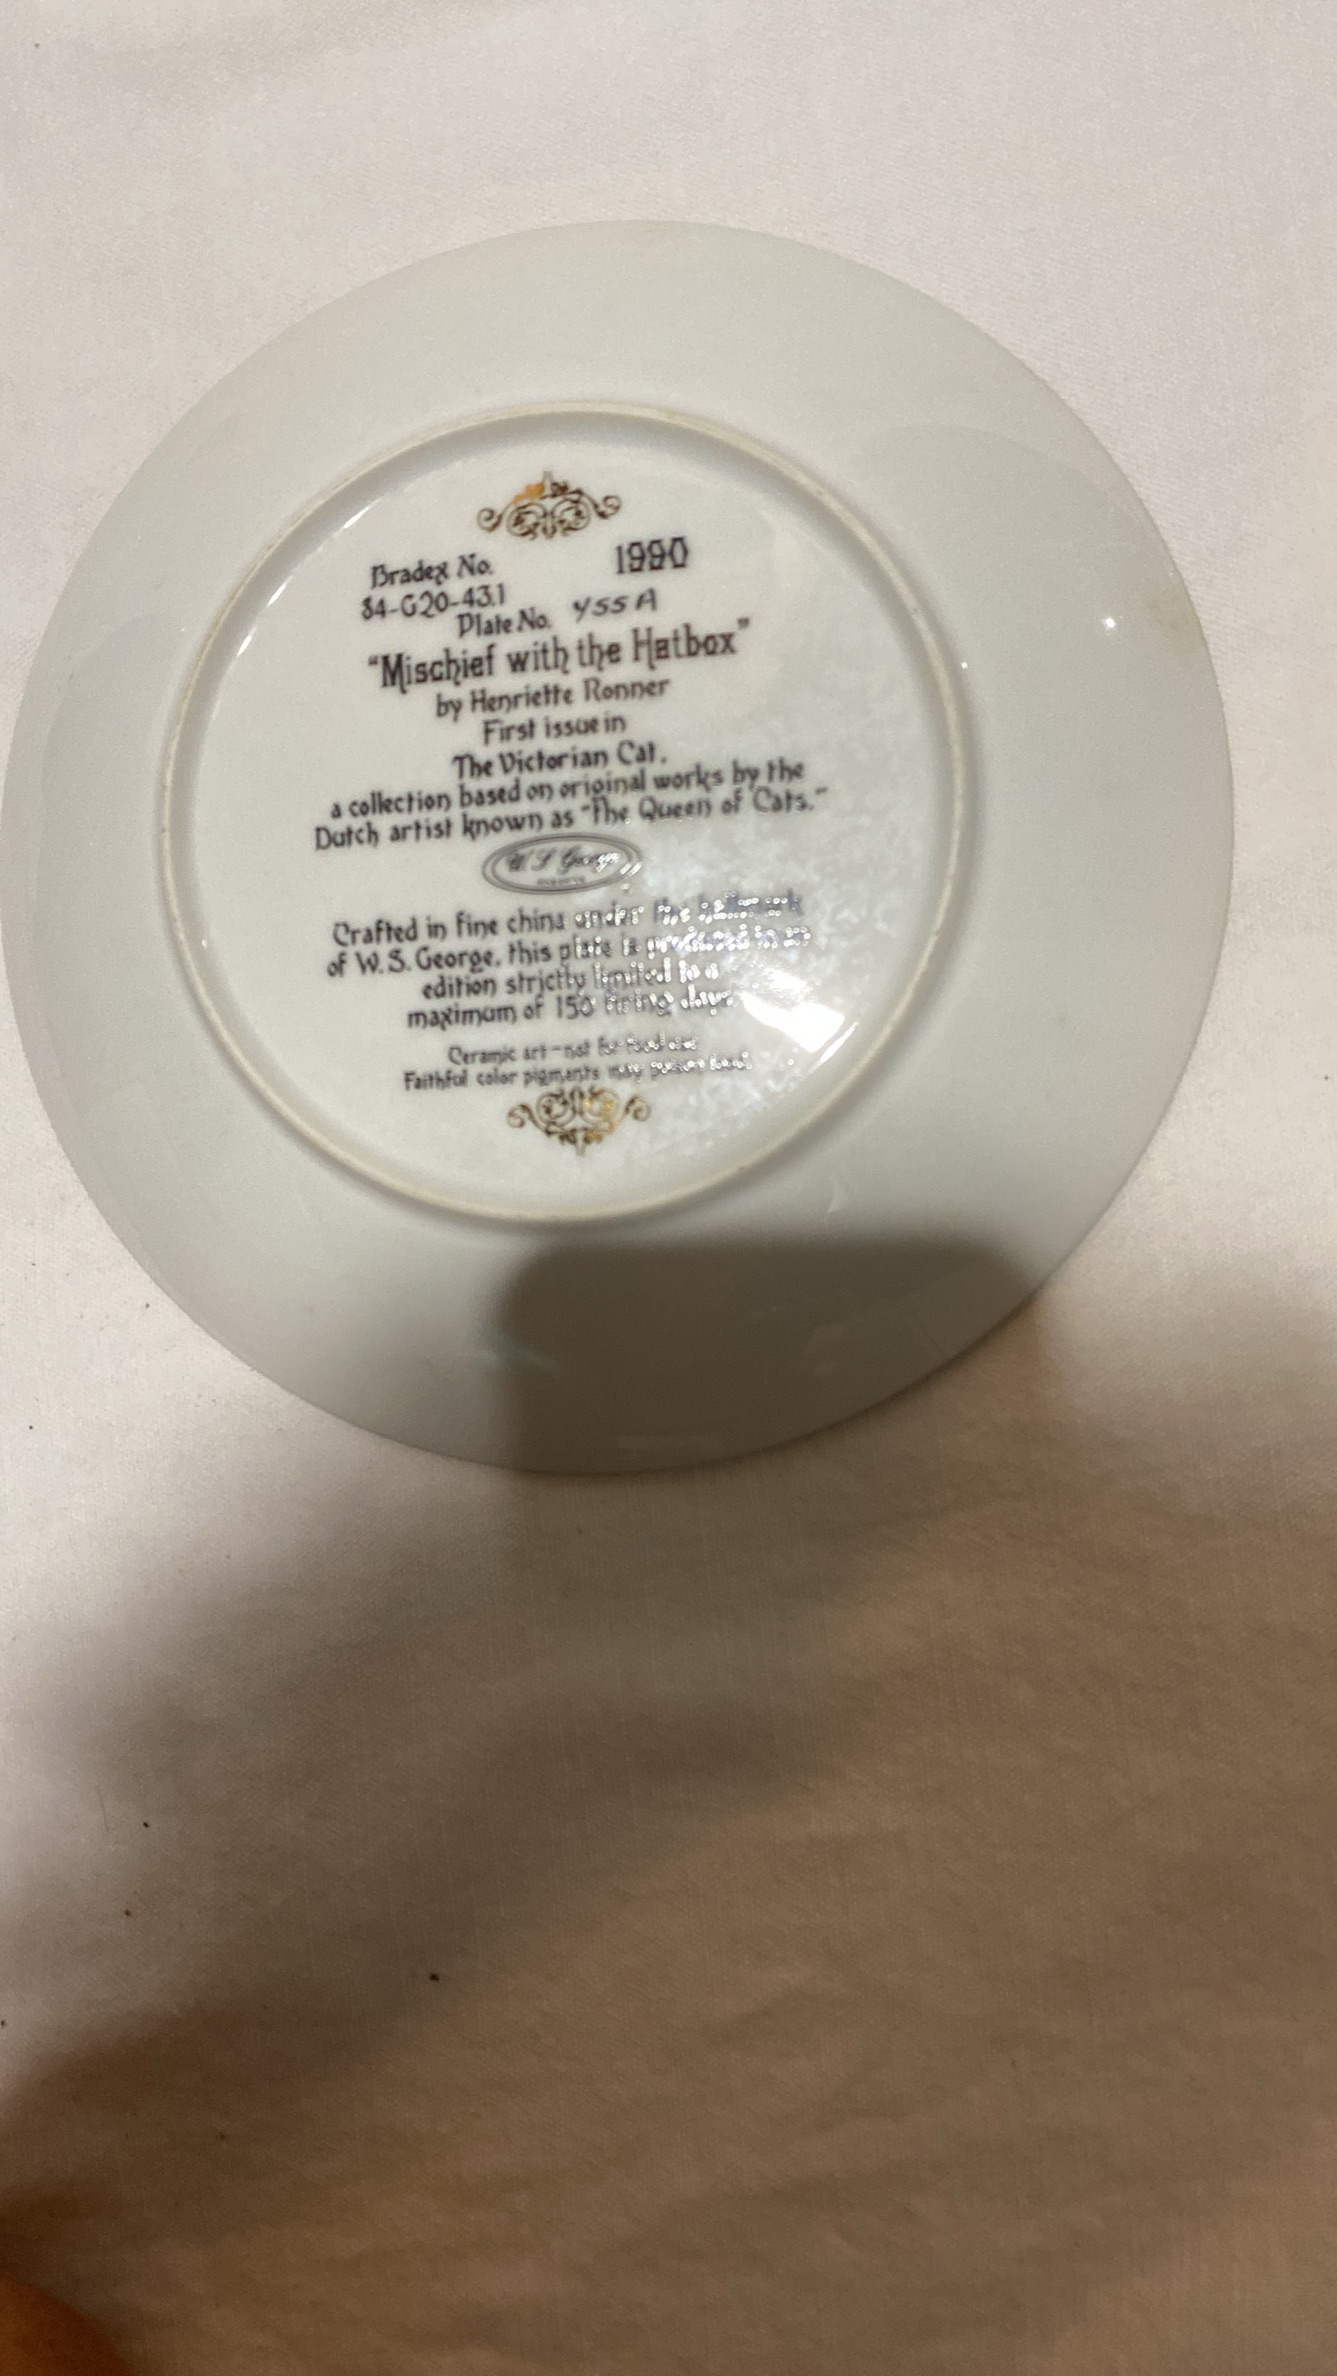 Bradex No.
84-G20-43.1
1990
Plate No. 455A
"Mischief with the Hatbox"
by Henriette Ronner
First issue in
The Victorian Cat,
a collection based on original works by the
Dutch artist known as "The Queen of Cats."
W. S. George
Crafted in fine china under the hallmark
of W.S. George, this plate is produced in an
edition strictly limited to a
maximum of 150 firing days.
Ceramic art-not for food use.
Faithful color pigments may poison food.